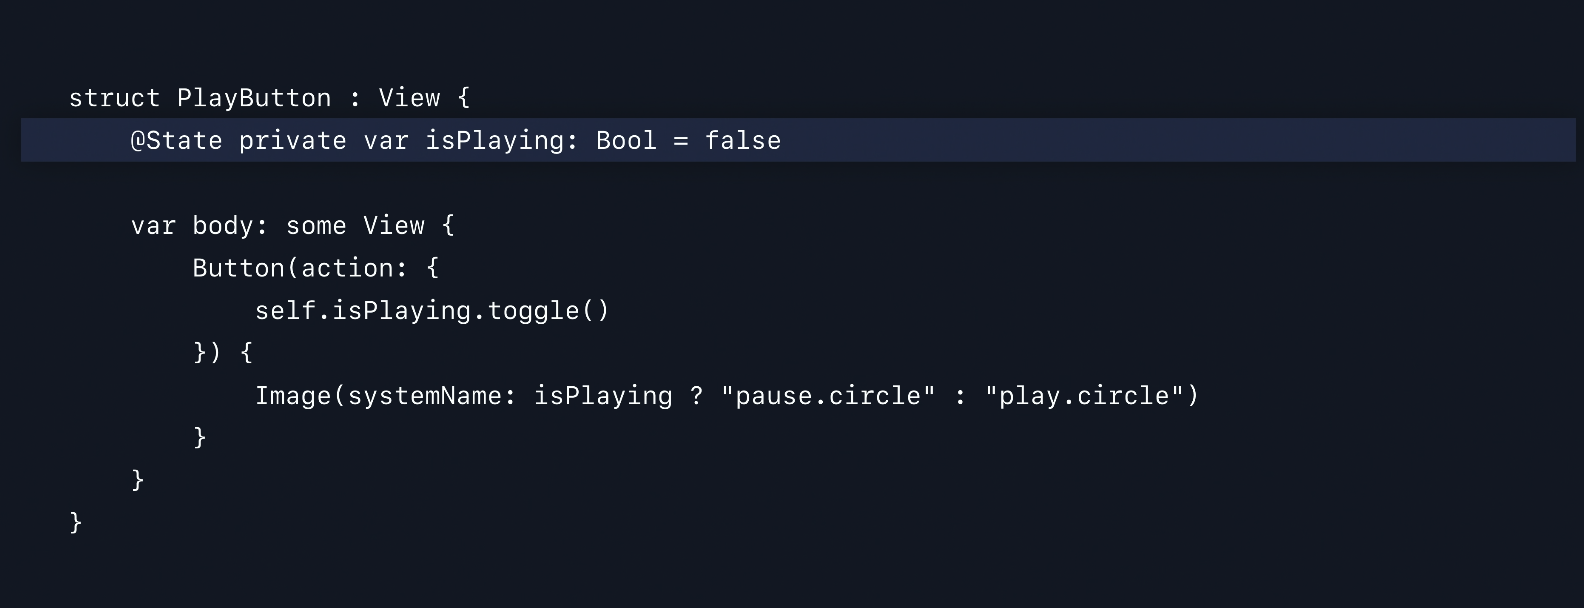 struct PlayButton : View {
    @State private var isPlaying: Bool = false

    var body: some View {
        Button(action: {
            self.isPlaying.toggle()
        }) {
            Image(systemName: isPlaying ? "pause.circle" : "play.circle")
        }
    }
}